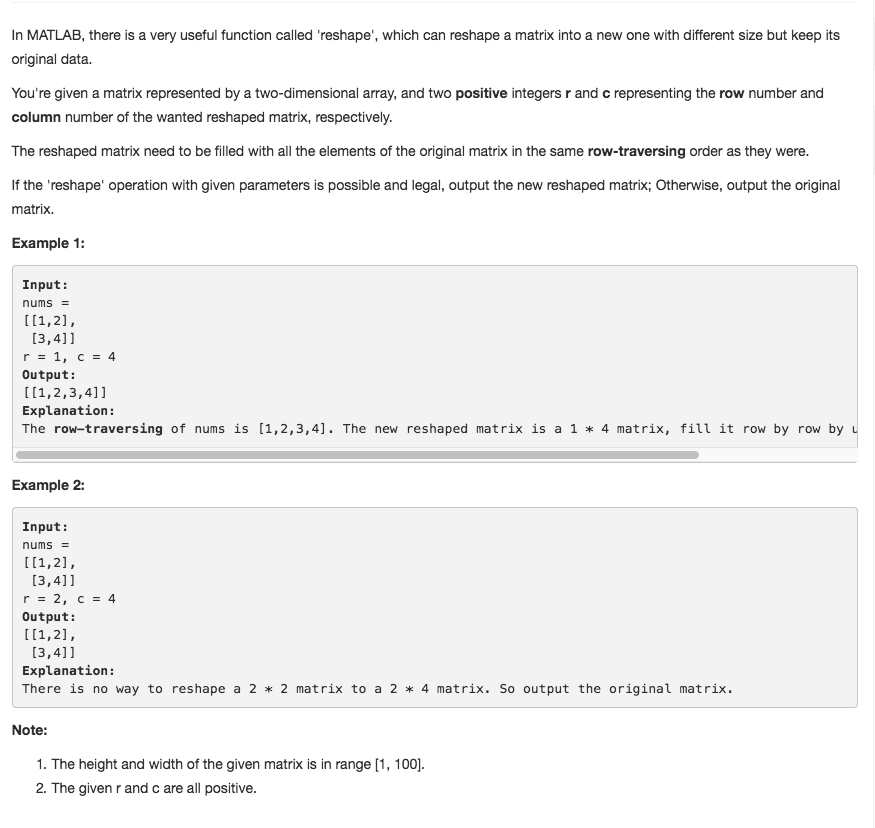 In MATLAB, there is a very useful function called 'reshape', which can reshape a matrix into a new one with different size but keep its
original data.
You're given a matrix represented by a two-dimensional array, and two positive integers r and c representing the row number and
column number of the wanted reshaped matrix, respectively.
The reshaped matrix need to be filled with all the elements of the original matrix in the same row-traversing order as they were.
If the 'reshape' operation with given parameters is possible and legal, output the new reshaped matrix; Otherwise, output the original
matrix.
Example 1:
Input:
nums =
[[1,2],
 [3,4]]
r = 1, c = 4
Output:
[[1,2,3,4]]
Explanation:
The row-traversing of nums is [1,2,3,4]. The new reshaped matrix is a 1 * 4 matrix, fill it row by row by
Example 2:
Input:
nums =
[[1,2],
 [3,4]]
r = 2, c = 4
Output:
[[1,2],
 [3,4]]
Explanation:
There is no way to reshape a 2 * 2 matrix to a 2 * 4 matrix. So output the original matrix.
Note:
1. The height and width of the given matrix is in range [1, 100].
2. The given r and c are all positive.